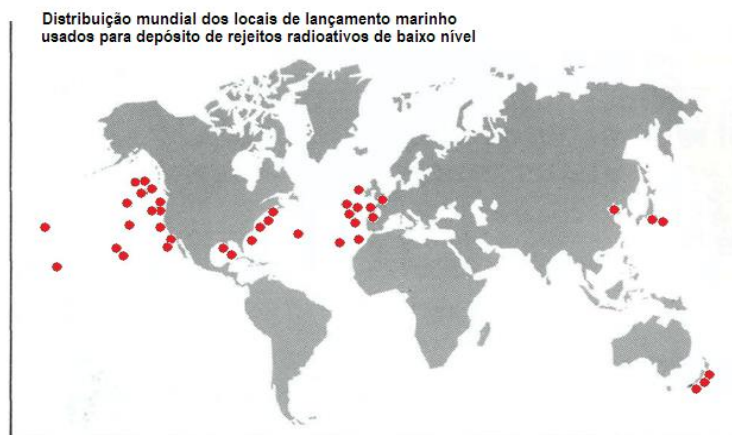 Distribuição mundial dos locais de lançamento marinho
usados para depósito de rejeitos radioativos de baixo nível